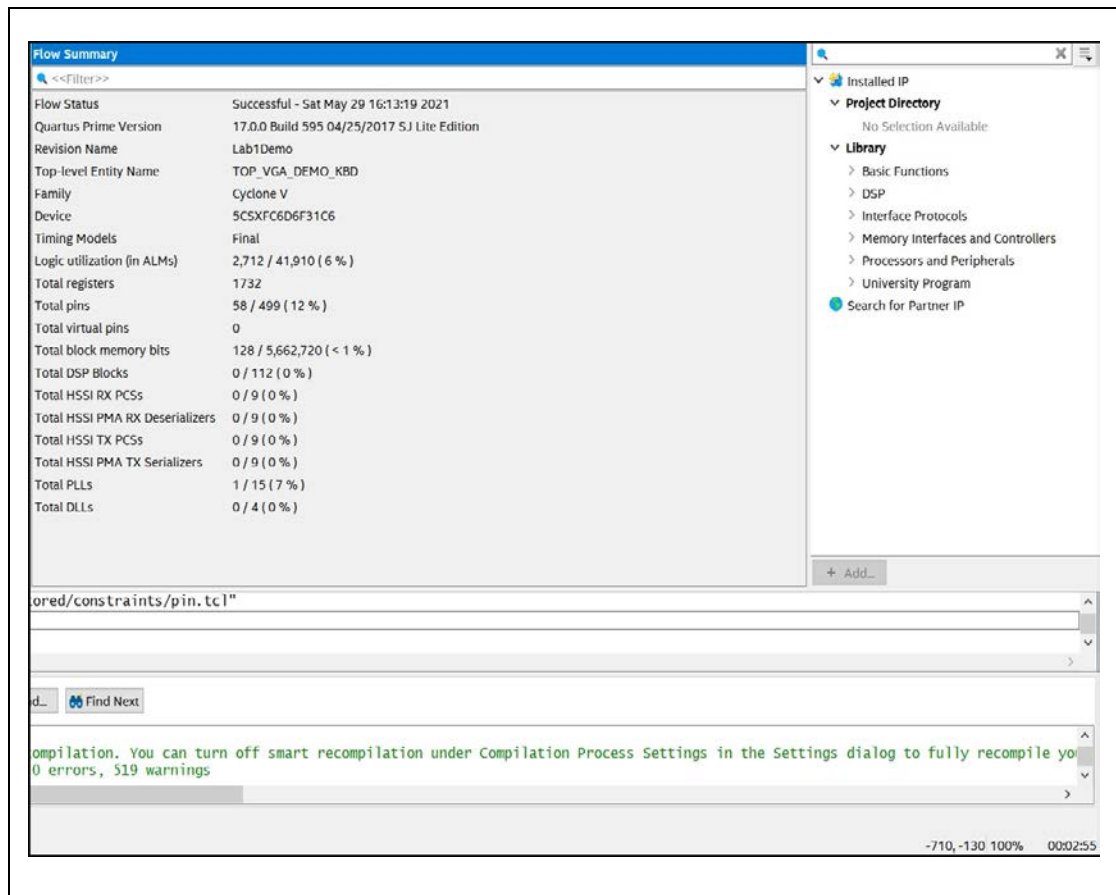 Flow Summary
<<Filter>>
Flow Status Successful - Sat May 29 16:13:19 2021
Quartus Prime Version 17.0.0 Build 595 04/25/2017 SJ Lite Edition
Revision Name Lab1Demo
Top-level Entity Name TOP_VGA_DEMO_KBD
Family Cyclone V
Device 5CSXFC6D6F31C6
Timing Models Final
Logic utilization (in ALMs) 2,712 / 41,910 ( 6 % )
Total registers 1732
Total pins 58 / 499 ( 12 % )
Total virtual pins 0
Total block memory bits 128 / 5,662,720 ( < 1 % )
Total DSP Blocks 0 / 112 ( 0 % )
Total HSSI RX PCSs 0 / 9 ( 0 % )
Total HSSI PMA RX Deserializers 0 / 9 ( 0 % )
Total HSSI TX PCSs 0 / 9 ( 0 % )
Total HSSI PMA TX Serializers 0 / 9 ( 0 % )
Total PLLs 1 / 15 ( 7 % )
Total DLLs 0 / 4 ( 0 % )
Installed IP
Project Directory
No Selection Available
Library
Basic Functions
DSP
Interface Protocols
Memory Interfaces and Controllers
Processors and Peripherals
University Program
Search for Partner IP
+ Add...
ored/constraints/pin.tcl"
nd... Find Next
ompilation. You can turn off smart recompilation under Compilation Process Settings in the Settings dialog to fully recompile yo
0 errors, 519 warnings
-710, -130 100% 00:02:55